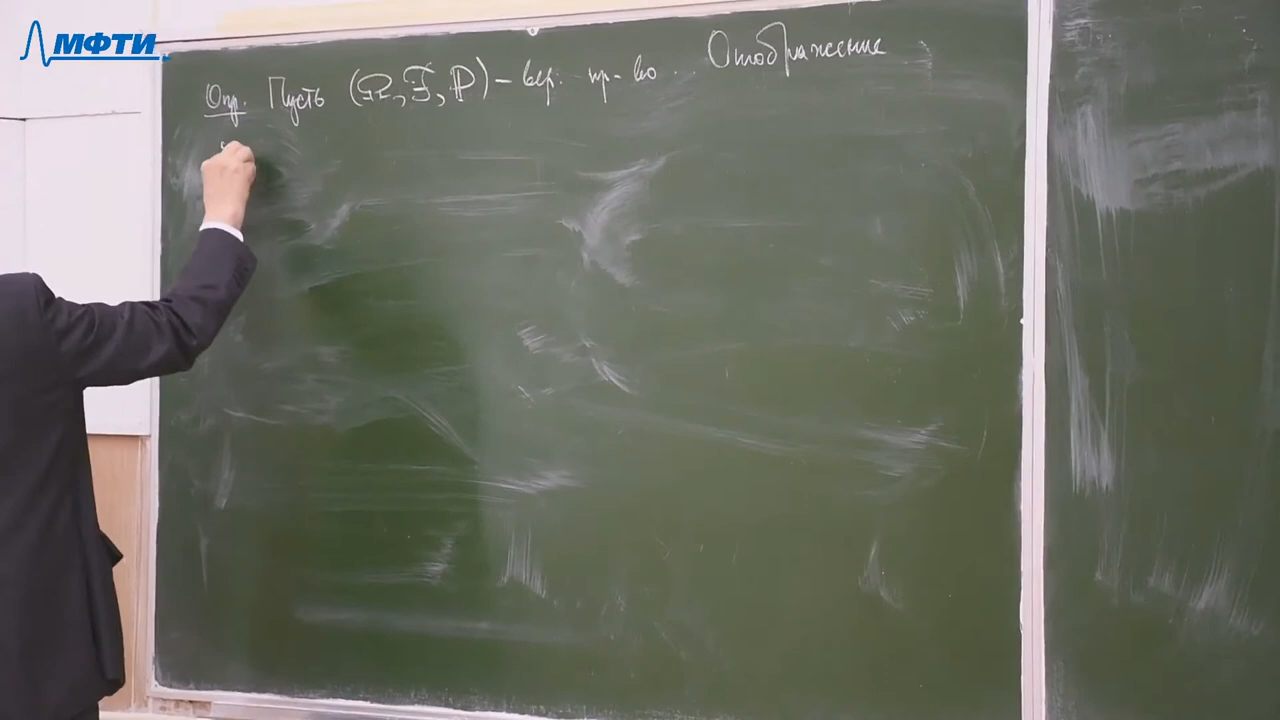 МФТИ
Опр. Пусть (Ω, F, P) – вер. пр-во. Отображение